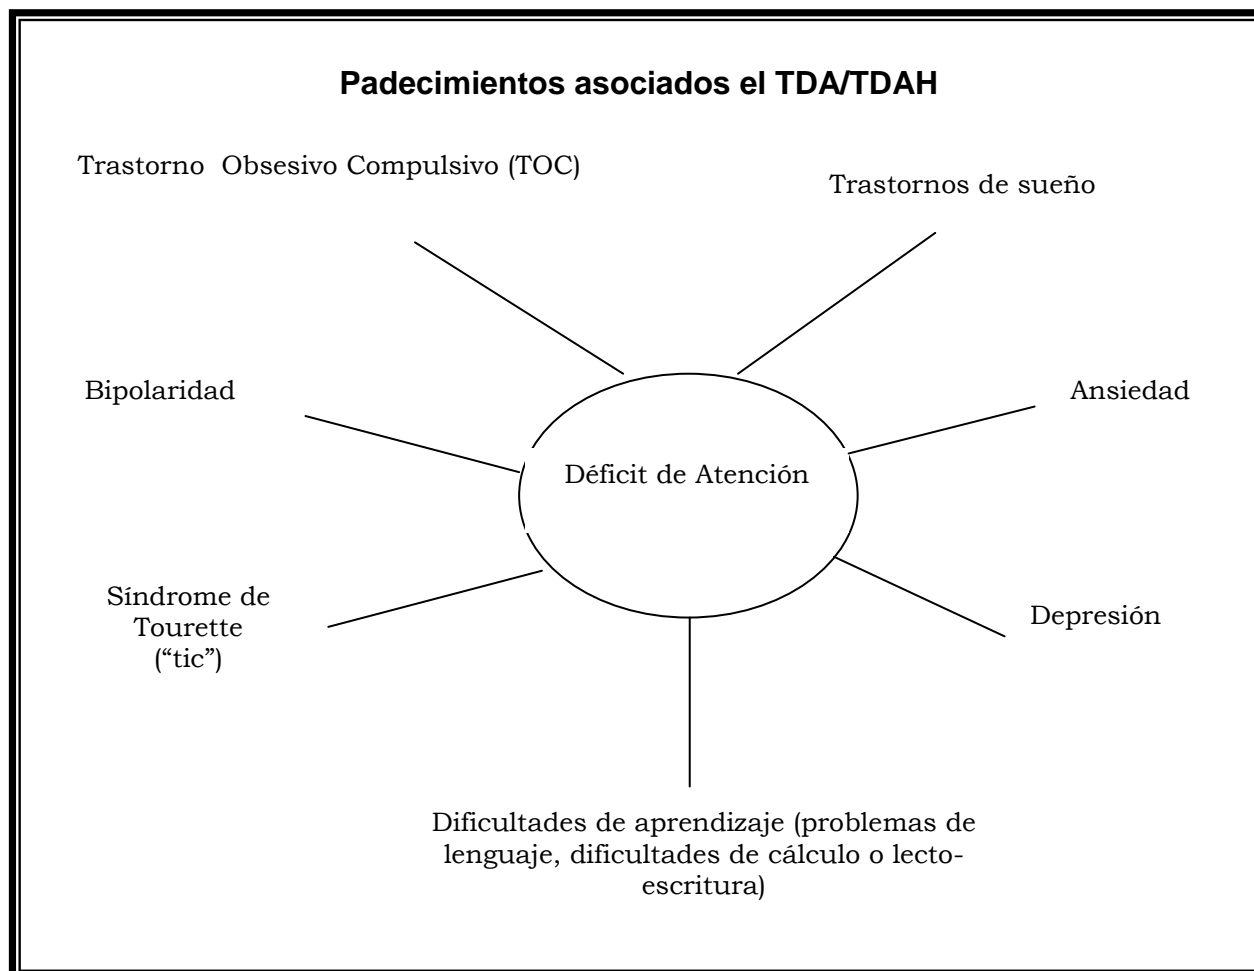 Padecimientos asociados el TDA/TDAH
Trastorno  Obsesivo Compulsivo (TOC)
Trastornos de sueño
Bipolaridad
Ansiedad
Déficit de Atención
Síndrome de
Tourette
(“tic”)
Depresión
Dificultades de aprendizaje (problemas de
lenguaje, dificultades de cálculo o lecto-
escritura)